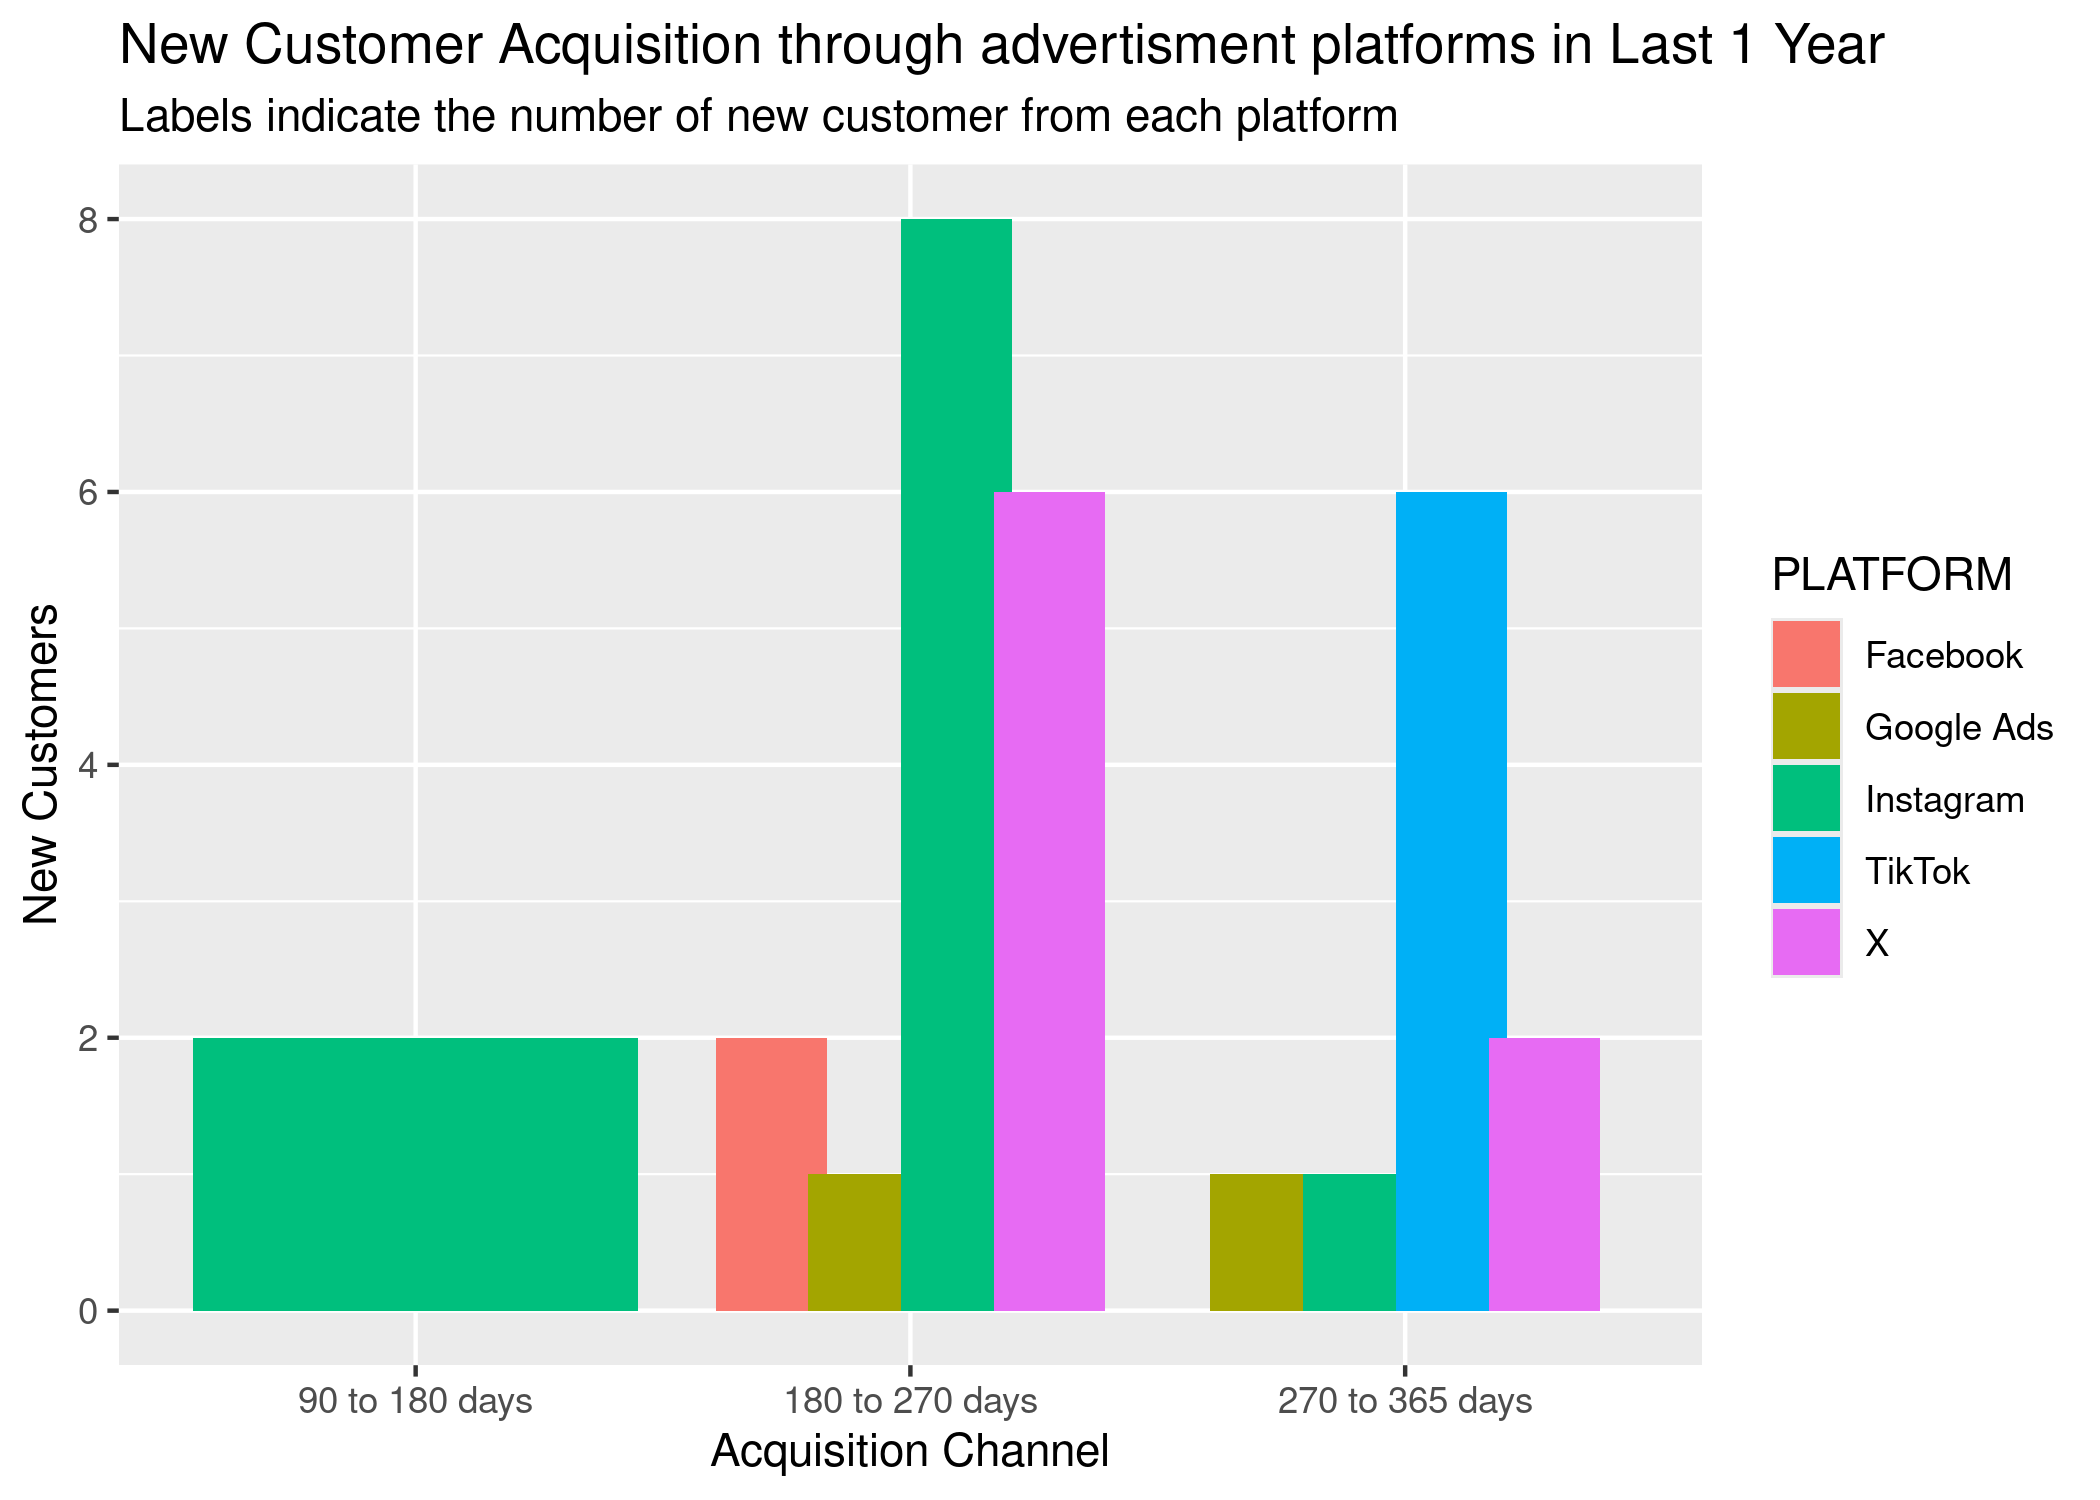 New Customer Acquisition through advertisment platforms in Last 1 Year
Labels indicate the number of new customer from each platform
New Customers
8
6
4
2
0
90 to 180 days
180 to 270 days
270 to 365 days
Acquisition Channel
PLATFORM
Facebook
Google Ads
Instagram
TikTok
X